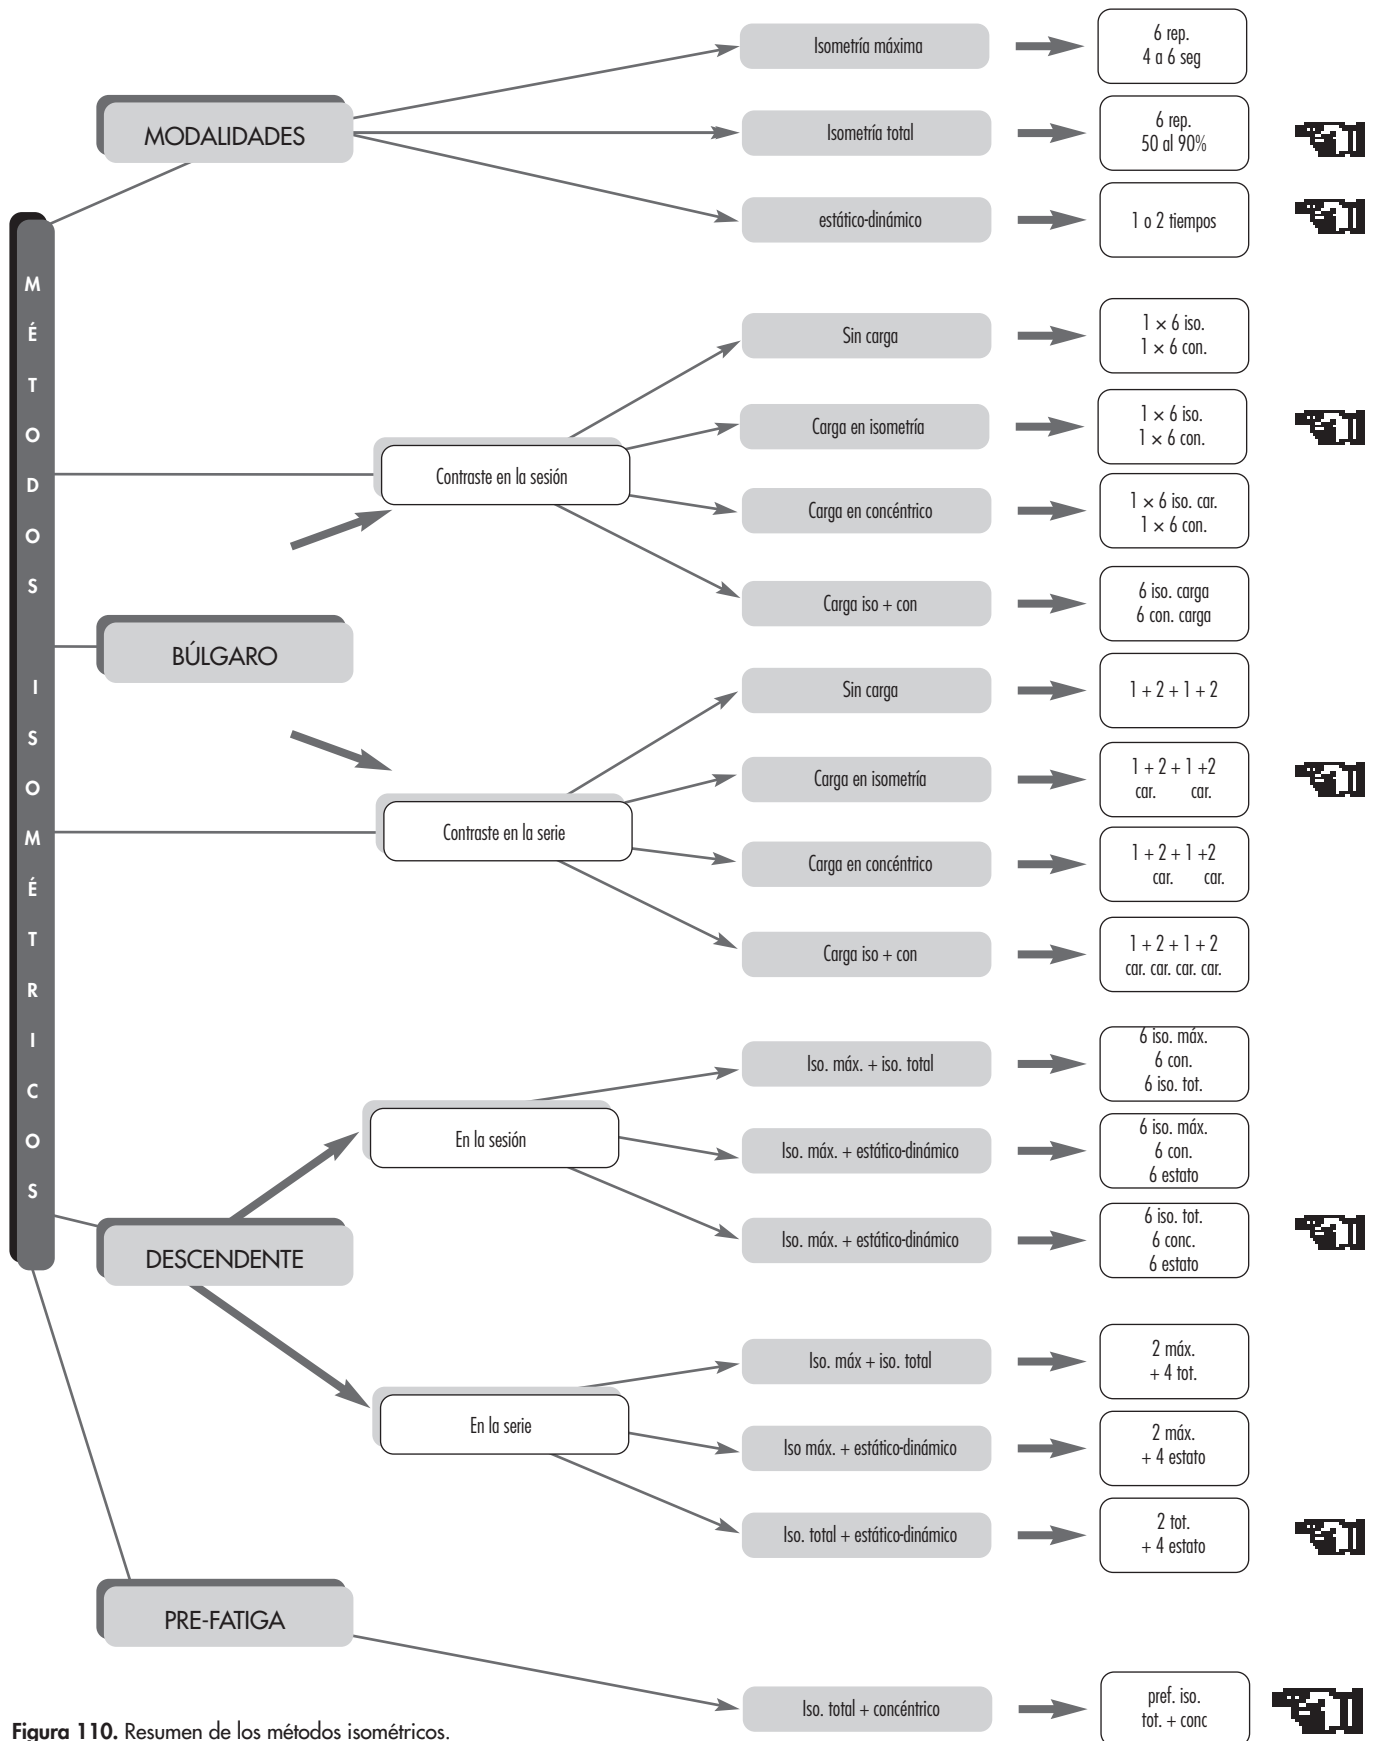 MÉTODOS ISOMÉTRICOS
MODALIDADES
Isometría máxima
6 rep.
4 a 6 seg
Isometría total
6 rep.
50 al 90%
estático-dinámico
1 o 2 tiempos
BÚLGARO
Contraste en la sesión
Sin carga
1 × 6 iso.
1 × 6 con.
Carga en isometría
1 × 6 iso.
1 × 6 con.
Carga en concéntrico
1 × 6 iso. car.
1 × 6 con.
Carga iso + con
6 iso. carga
6 con. carga
Contraste en la serie
Sin carga
1 + 2 + 1 + 2
Carga en isometría
1 + 2 + 1 +2
car. car.
Carga en concéntrico
1 + 2 + 1 +2
car. car.
Carga iso + con
1 + 2 + 1 + 2
car. car. car. car.
DESCENDENTE
En la sesión
Iso. máx. + iso. total
6 iso. máx.
6 con.
6 iso. tot.
Iso. máx. + estático-dinámico
6 iso. máx.
6 con.
6 estato
Iso. máx. + estático-dinámico
6 iso. tot.
6 conc.
6 estato
En la serie
Iso. máx + iso. total
2 máx.
+ 4 tot.
Iso máx. + estático-dinámico
2 máx.
+ 4 estato
Iso. total + estático-dinámico
2 tot.
+ 4 estato
PRE-FATIGA
Iso. total + concéntrico
pref. iso.
tot. + conc
Figura 110. Resumen de los métodos isométricos.